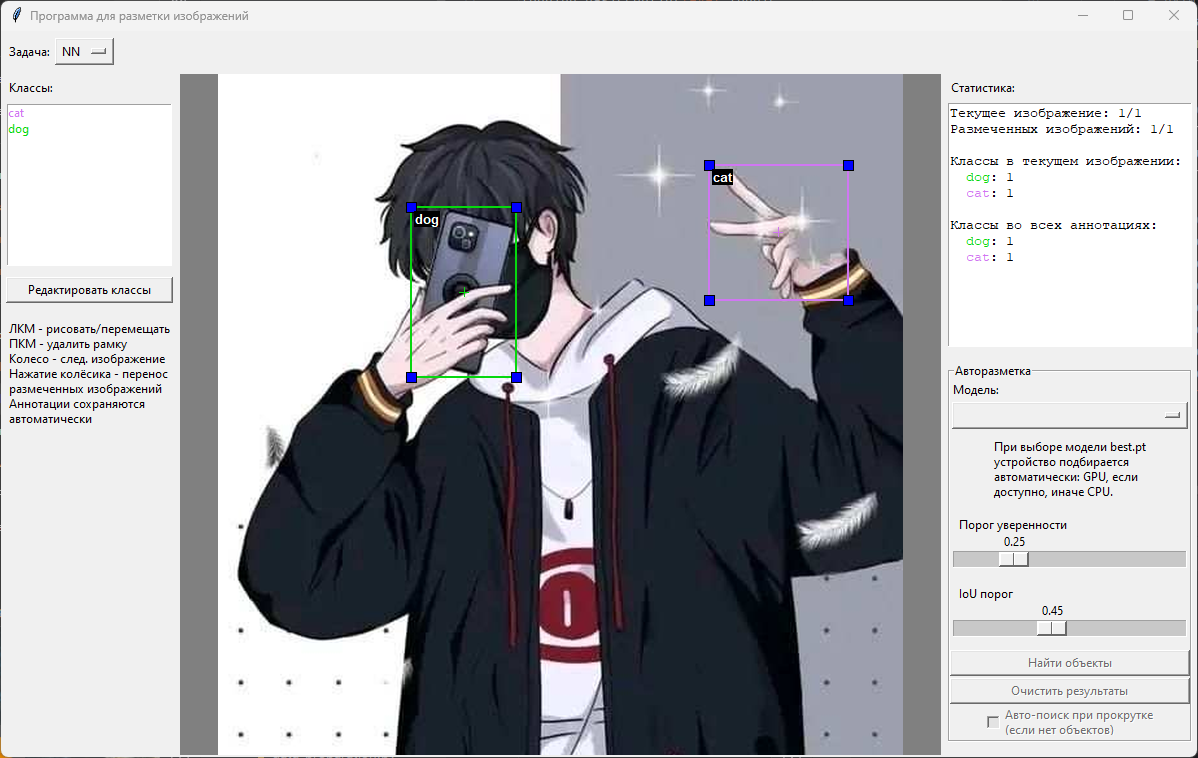 Программа для разметки изображений
Задача: NN
Классы:
cat
dog
Редактировать классы
ЛКМ - рисовать/перемещать
ПКМ - удалить рамку
Колесо - след. изображение
Нажатие колёсика - перенос
размеченных изображений
Аннотации сохраняются
автоматически
dog
cat
Статистика:
Текущее изображение: 1/1
Размеченных изображений: 1/1
Классы в текущем изображении:
dog: 1
cat: 1
Классы во всех аннотациях:
dog: 1
cat: 1
Авторазметка
Модель:
При выборе модели best.pt
устройство подбирается
автоматически: GPU, если
доступно, иначе CPU.
Порог уверенности
0.25
IoU порог
0.45
Найти объекты
Очистить результаты
Авто-поиск при прокрутке
(если нет объектов)